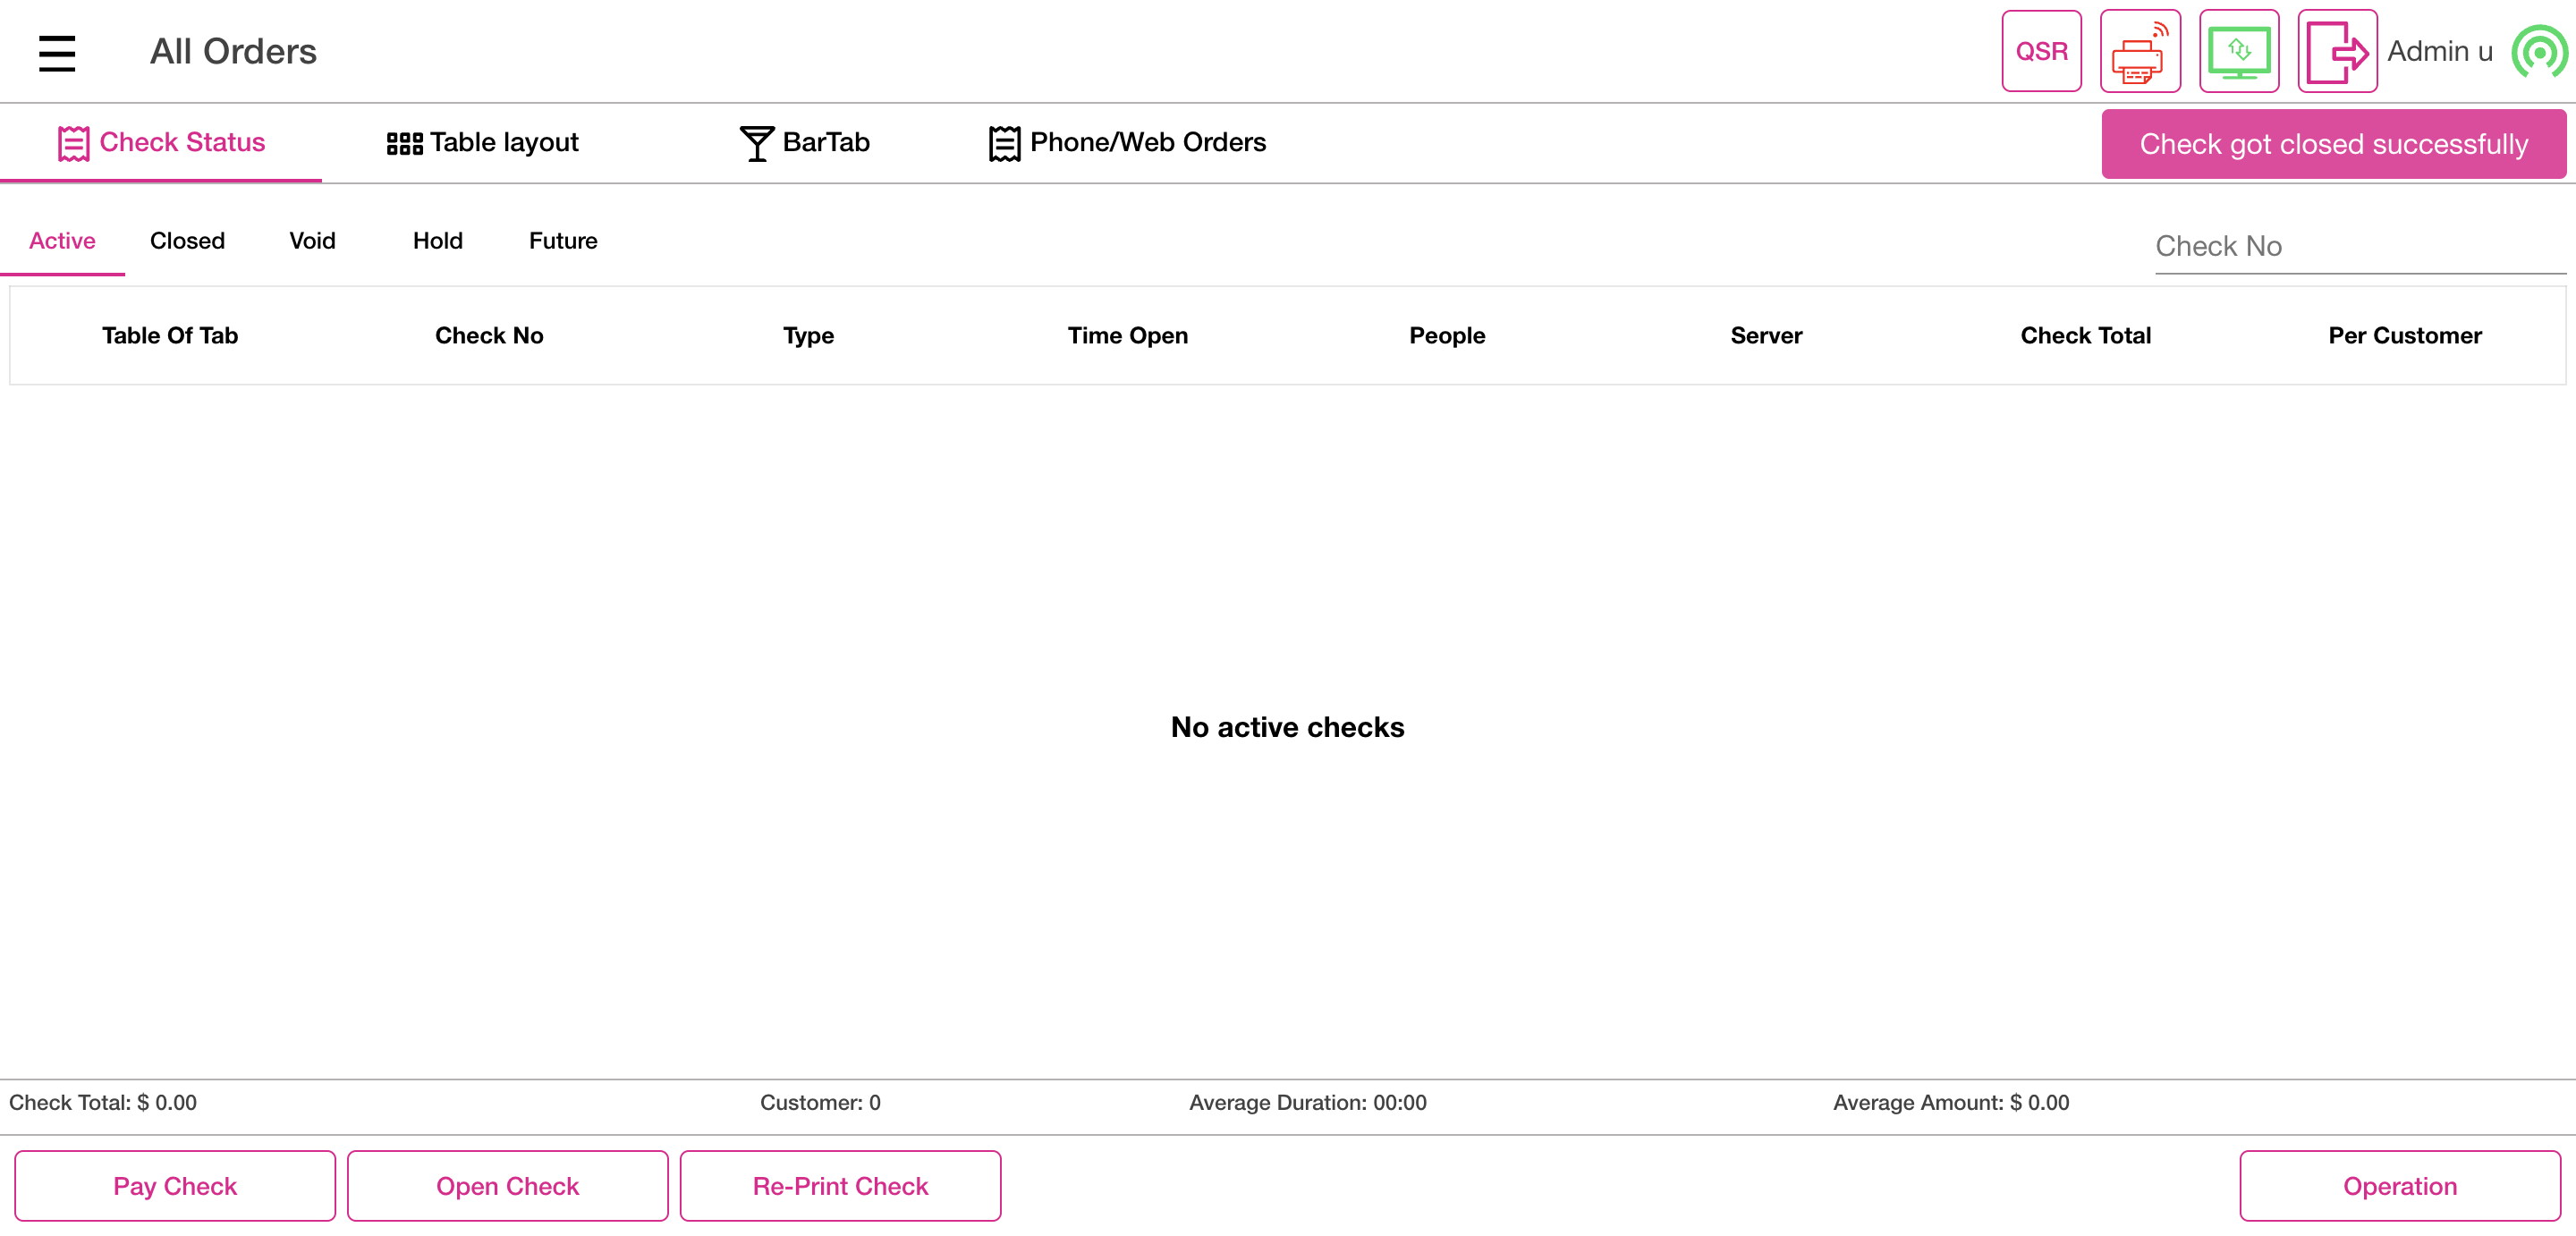 All Orders
QSR
Admin u
Check Status
Table layout
BarTab
Phone/Web Orders
Check got closed successfully
Active
Closed
Void
Hold
Future
Check No
Table Of Tab
Check No
Type
Time Open
People
Server
Check Total
Per Customer
No active checks
Check Total: $ 0.00
Customer: 0
Average Duration: 00:00
Average Amount: $ 0.00
Pay Check
Open Check
Re-Print Check
Operation